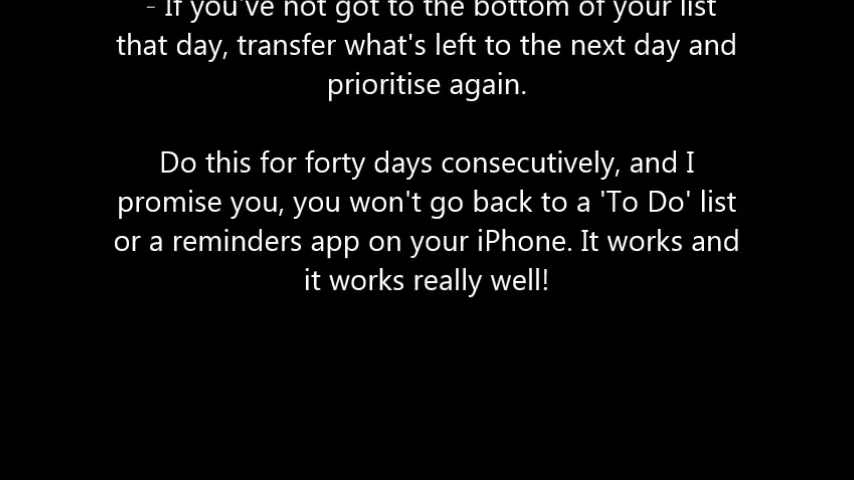 - If you've not got to the bottom of your list
that day, transfer what's left to the next day and
prioritise again.
Do this for forty days consecutively, and I
promise you, you won't go back to a 'To Do' list
or a reminders app on your iPhone. It works and
it works really well!